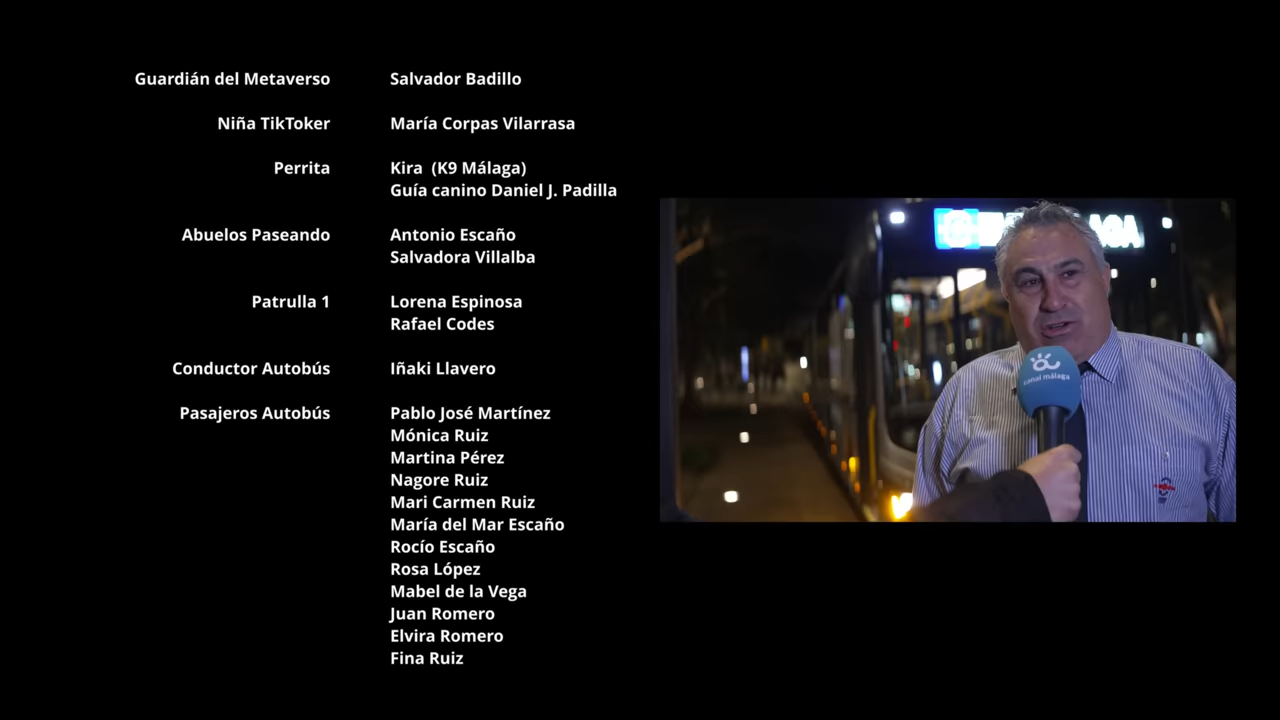 Guardián del Metaverso Salvador Badillo
Niña TikToker María Corpas Vilarrasa
Perrita Kira (K9 Málaga)
Guía canino Daniel J. Padilla
Abuelos Paseando Antonio Escaño
Salvadora Villalba
Patrulla 1 Lorena Espinosa
Rafael Codes
Conductor Autobús Iñaki Llavero
Pasajeros Autobús Pablo José Martínez
Mónica Ruiz
Martina Pérez
Nagore Ruiz
Mari Carmen Ruiz
María del Mar Escaño
Rocío Escaño
Rosa López
Mabel de la Vega
Juan Romero
Elvira Romero
Fina Ruiz
canal málaga